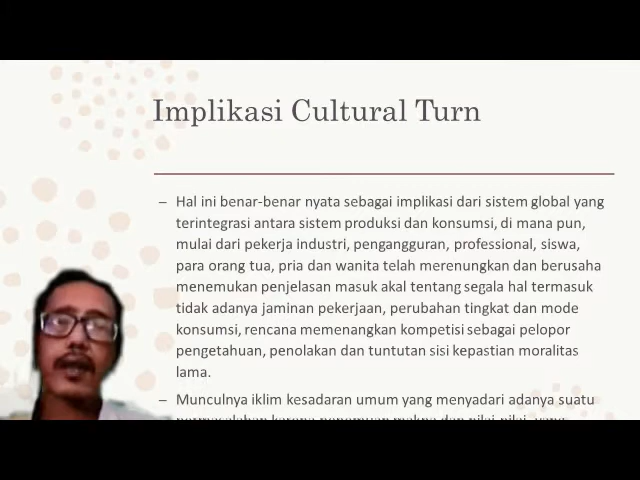 Implikasi Cultural Turn
– Hal ini benar-benar nyata sebagai implikasi dari sistem global yang
terintegrasi antara sistem produksi dan konsumsi, di mana pun,
mulai dari pekerja industri, pengangguran, professional, siswa,
para orang tua, pria dan wanita telah merenungkan dan berusaha
menemukan penjelasan masuk akal tentang segala hal termasuk
tidak adanya jaminan pekerjaan, perubahan tingkat dan mode
konsumsi, rencana memenangkan kompetisi sebagai pelopor
pengetahuan, penolakan dan tuntutan sisi kepastian moralitas
lama.
– Munculnya iklim kesadaran umum yang menyadari adanya suatu